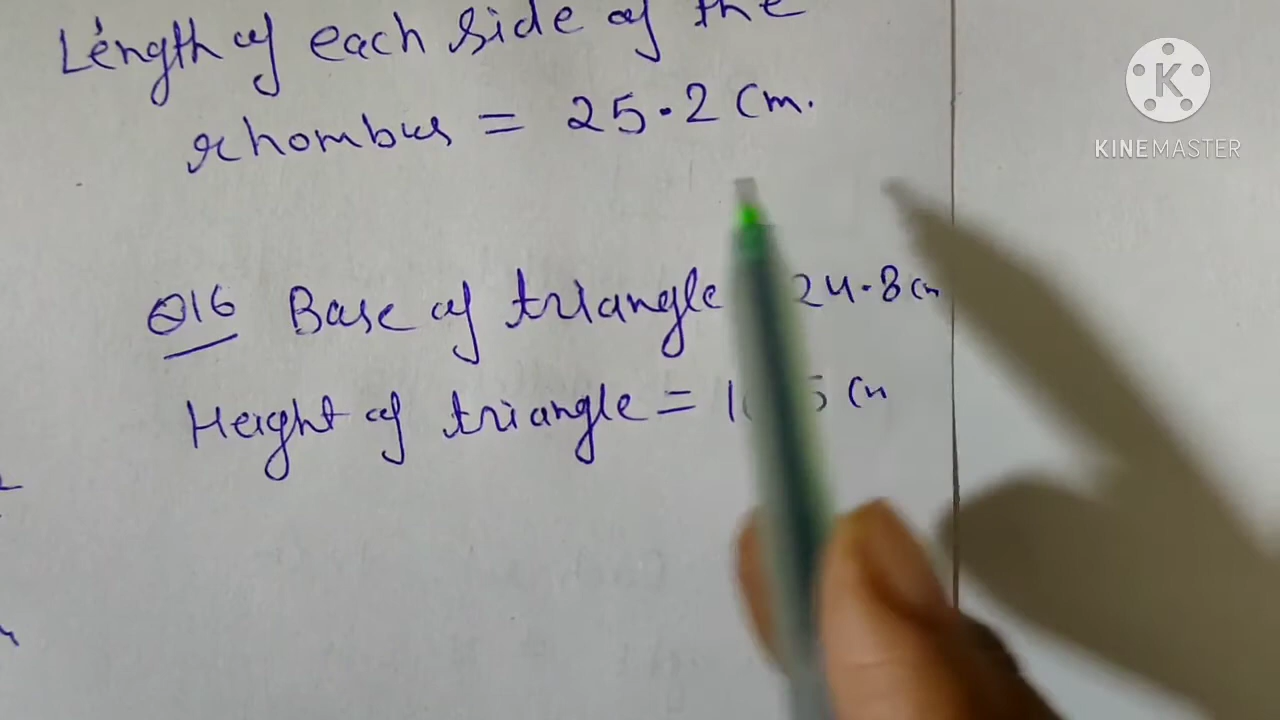 Length of each side of the
rhombus = 25.2 cm.
Q16 Base of triangle 24.8 cm
Height of triangle = cm
K
KINEMASTER